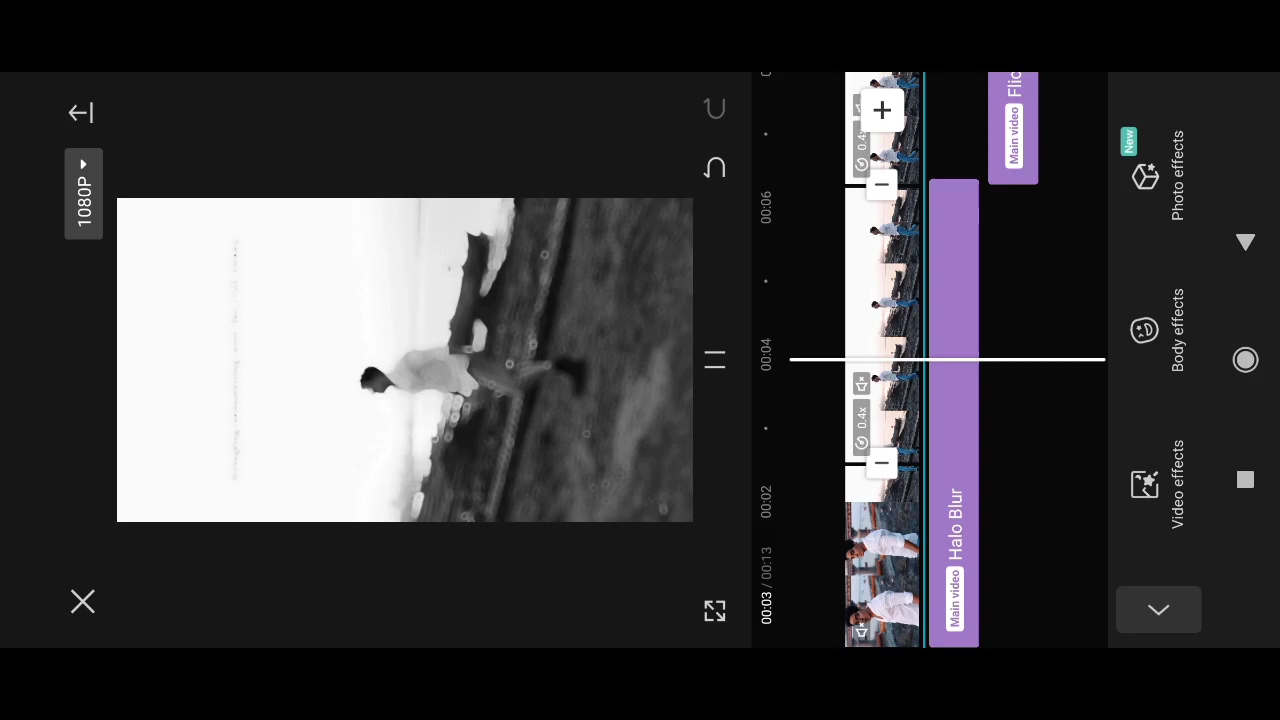 1080P
00:03 / 00:13
00:02
00:04
00:06
0.4x
0.4x
Main video
Halo Blur
Main video
Flic
Video effects
Body effects
Photo effects
New